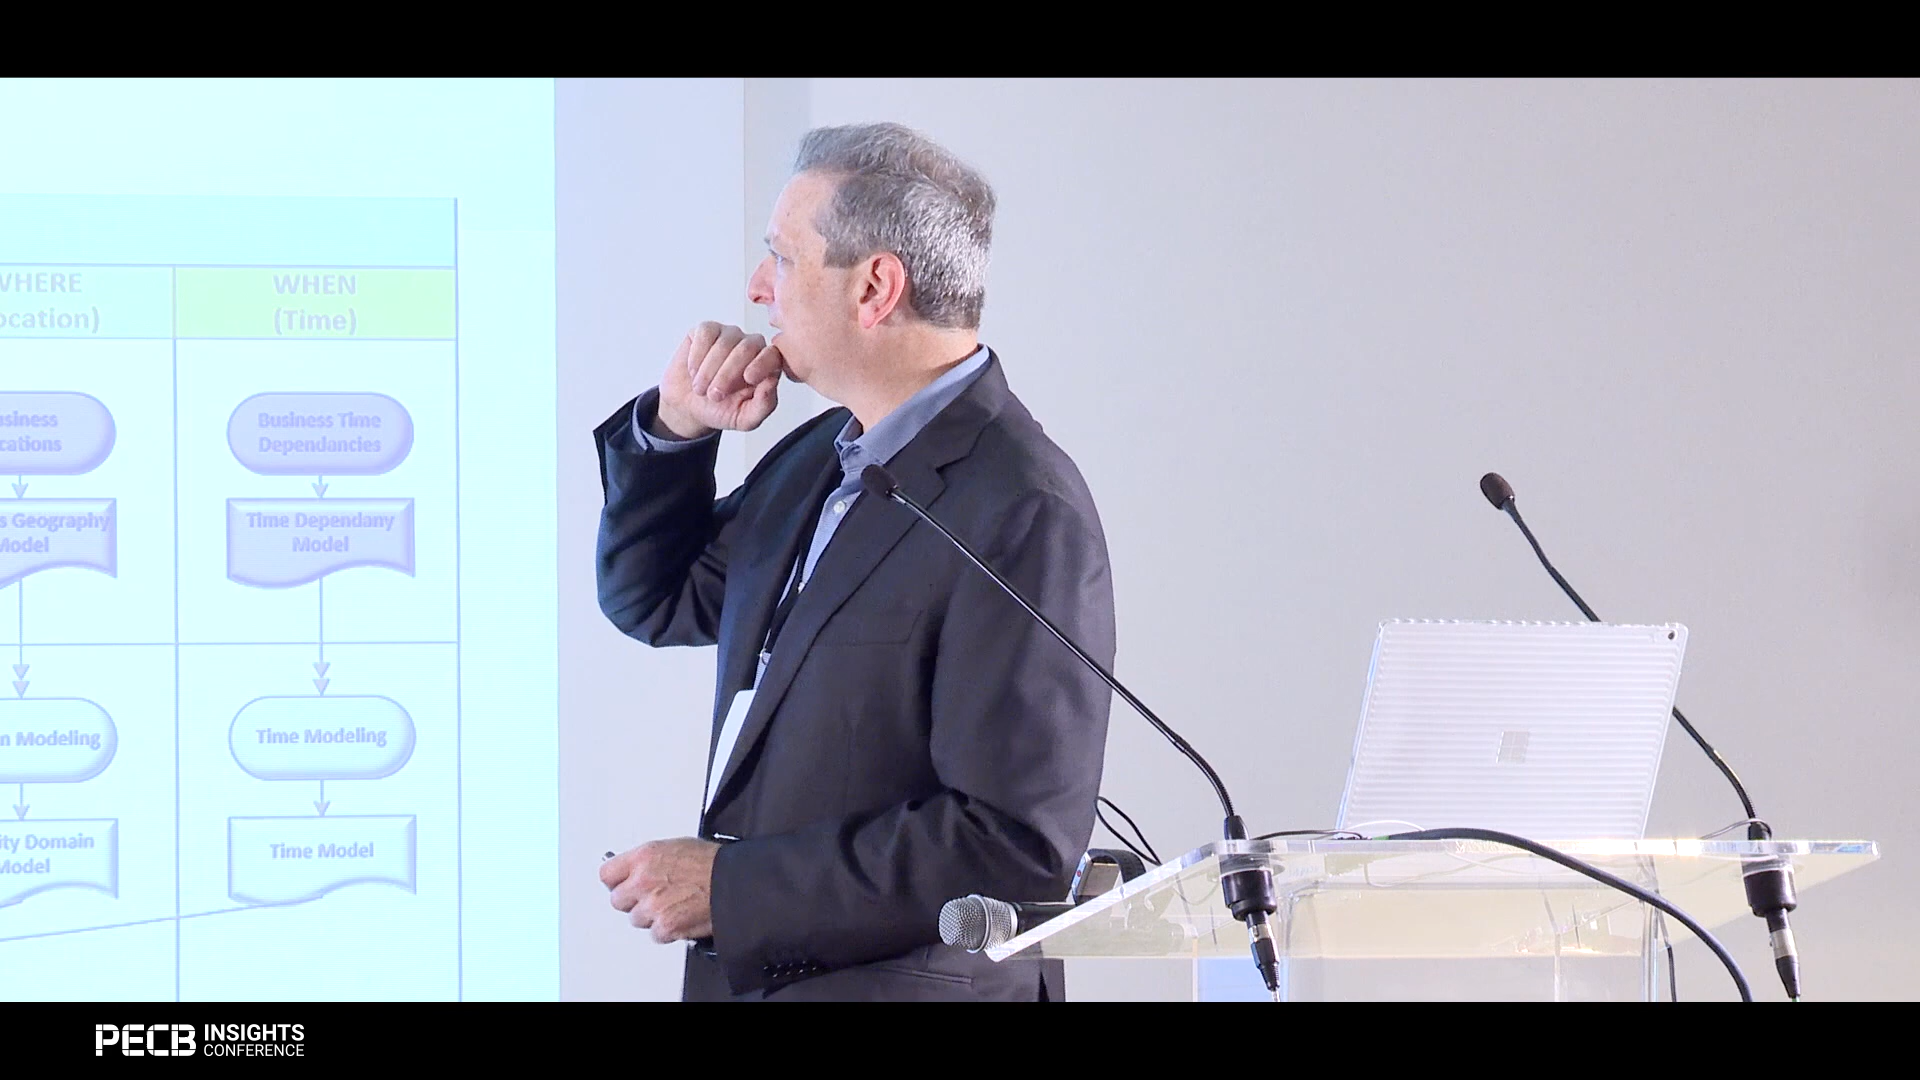 WHERE
ocation)
WHEN
(Time)
usiness
cations
Business Time
Dependancies
s Geography
Model
Time Dependany
Model
n Modeling
Time Modeling
ity Domain
Model
Time Model
PECB INSIGHTS
CONFERENCE